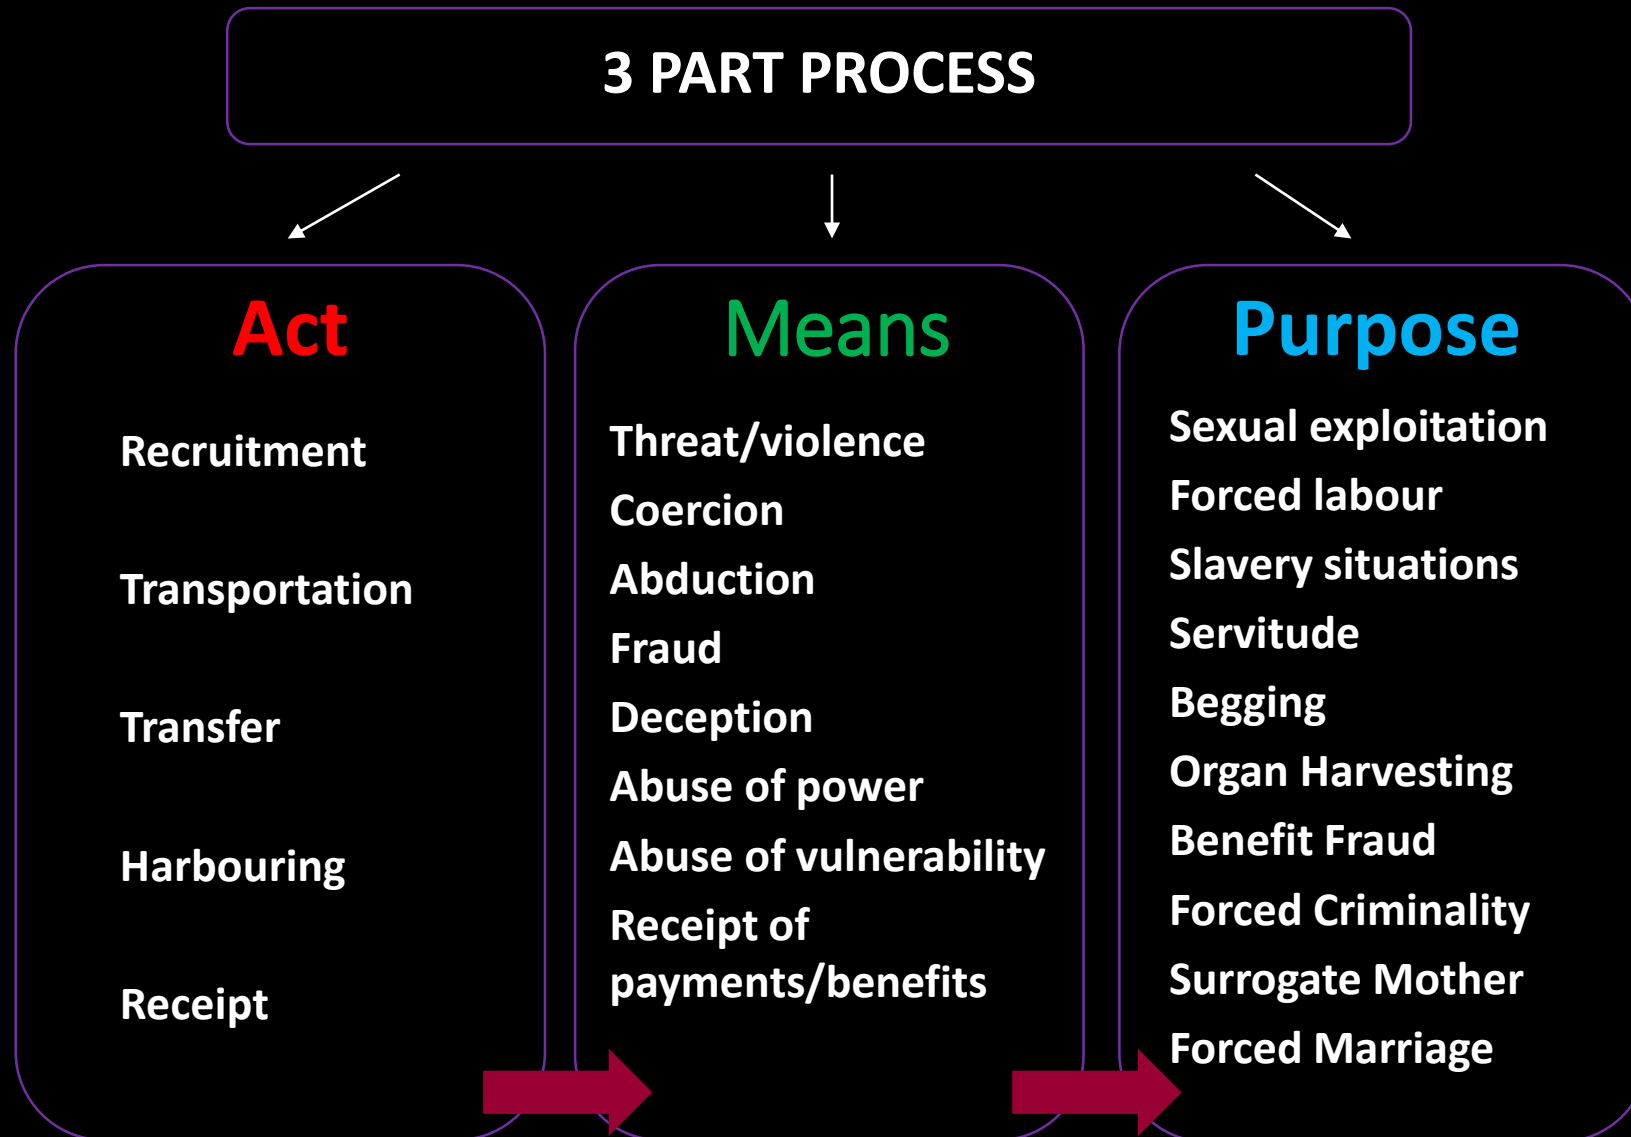 3 PART PROCESS
Act
Recruitment
Transportation
Transfer
Harbouring
Receipt
Means
Threat/violence
Coercion
Abduction
Fraud
Deception
Abuse of power
Abuse of vulnerability
Receipt of
payments/benefits
Purpose
Sexual exploitation
Forced labour
Slavery situations
Servitude
Begging
Organ Harvesting
Benefit Fraud
Forced Criminality
Surrogate Mother
Forced Marriage